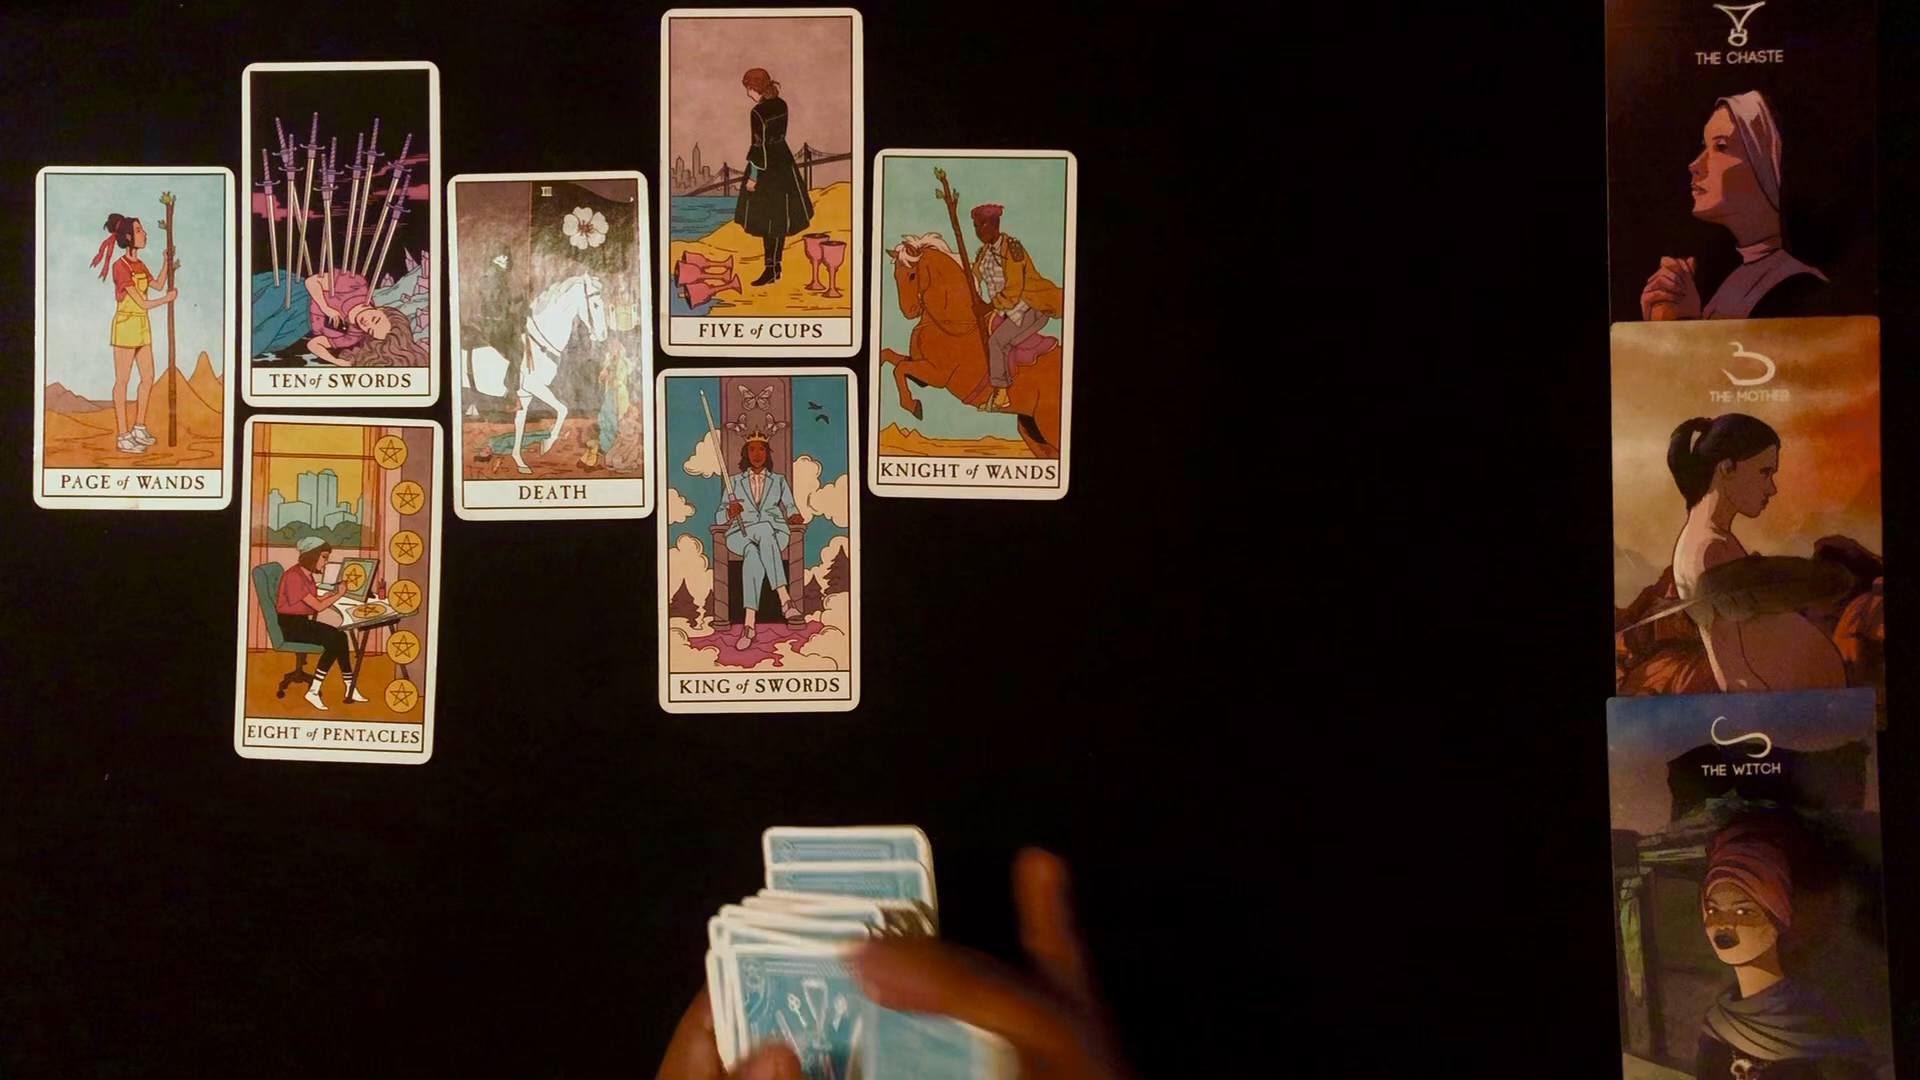 PAGE of WANDS
TEN of SWORDS
EIGHT of PENTACLES
XIII
DEATH
FIVE of CUPS
KING of SWORDS
KNIGHT of WANDS
THE CHASTE
THE MOTHER
THE WITCH